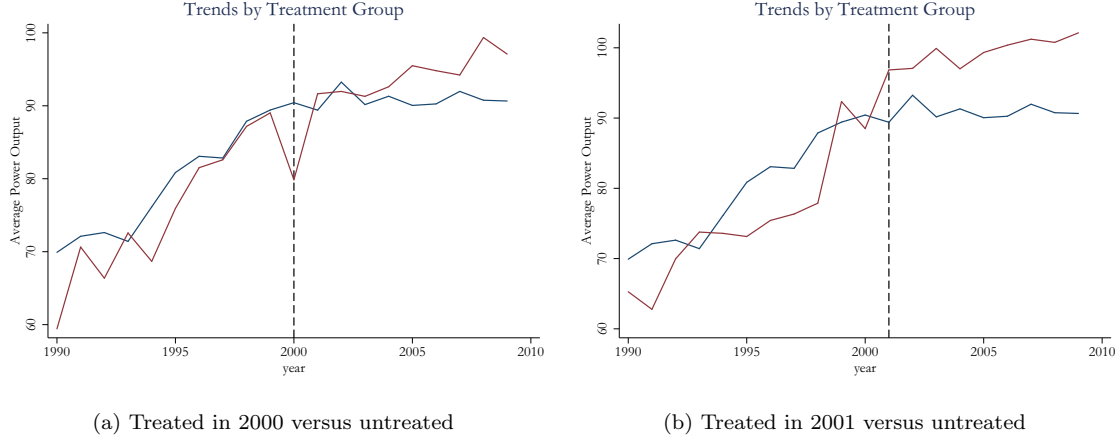 Trends by Treatment Group
Average Power Output
100
90
80
70
60
1990
1995
2000
2005
2010
year
(a) Treated in 2000 versus untreated
Trends by Treatment Group
Average Power Output
100
90
80
70
60
1990
1995
2000
2005
2010
year
(b) Treated in 2001 versus untreated